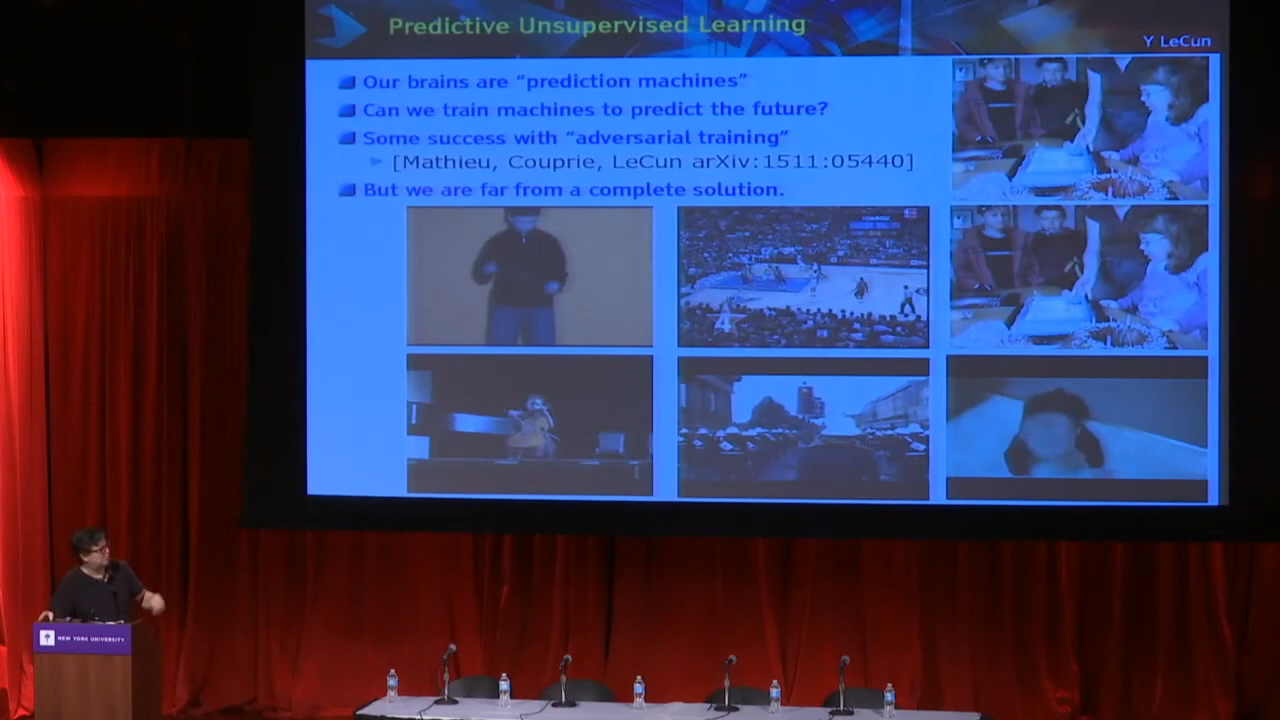 Predictive Unsupervised Learning
Y LeCun
Our brains are “prediction machines”
Can we train machines to predict the future?
Some success with “adversarial training”
[Mathieu, Couprie, LeCun arXiv:1511:05440]
But we are far from a complete solution.
NEW YORK UNIVERSITY